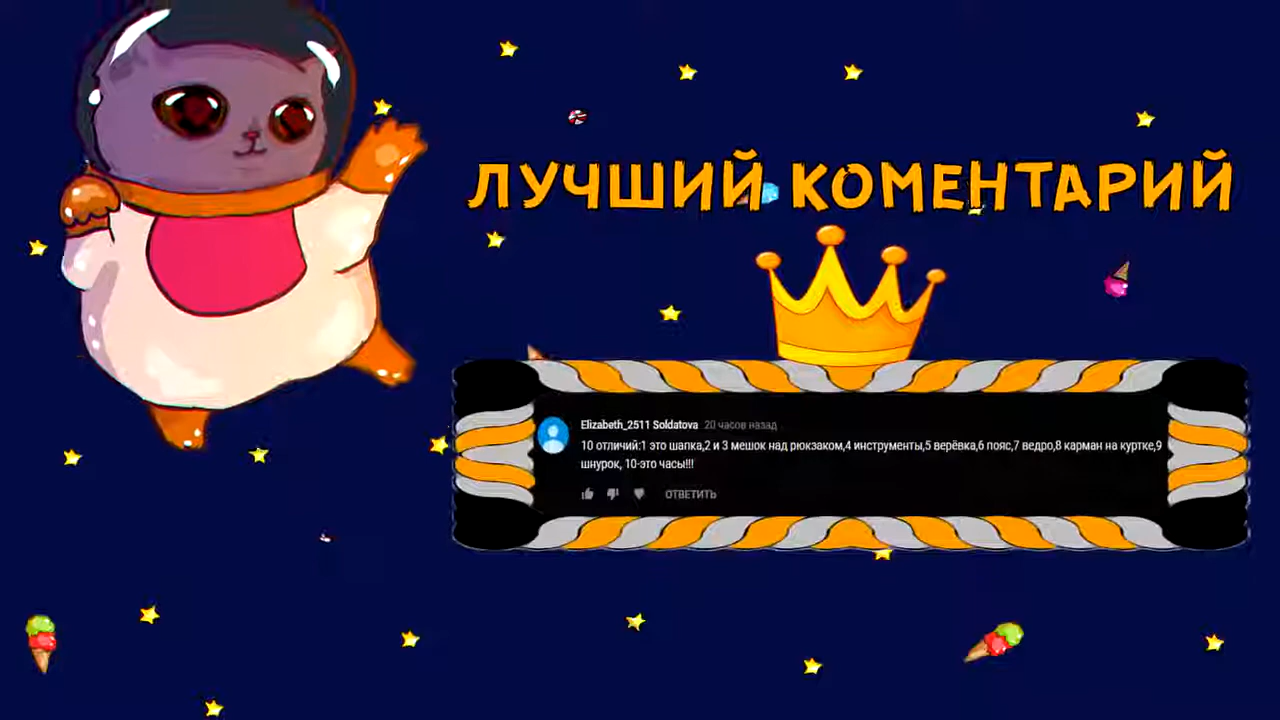 ЛУЧШИЙ КОМЕНТАРИЙ
Elizabeth_2511 Soldatova 20 часов назад
10 отличий:1 это шапка,2 и 3 мешок над рюкзаком,4 инструменты,5 верёвка,6 пояс,7 ведро,8 карман на куртке,9
шнурок, 10-это часы!!!
ОТВЕТИТЬ